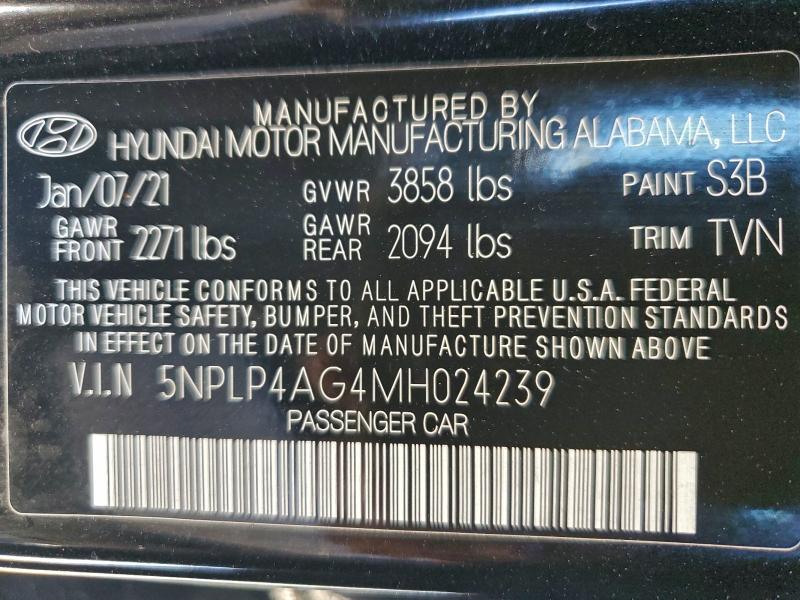 MANUFACTURED BY
HYUNDAI MOTOR MANUFACTURING ALABAMA, LLC
Jan/07/21 GVWR 3858 lbs PAINT S3B
GAWR FRONT 2271 lbs GAWR REAR 2094 lbs TRIM TVN
THIS VEHICLE CONFORMS TO ALL APPLICABLE U.S.A. FEDERAL
MOTOR VEHICLE SAFETY, BUMPER, AND THEFT PREVENTION STANDARDS
IN EFFECT ON THE DATE OF MANUFACTURE SHOWN ABOVE
V.I.N 5NPLP4AG4MH024239
PASSENGER CAR